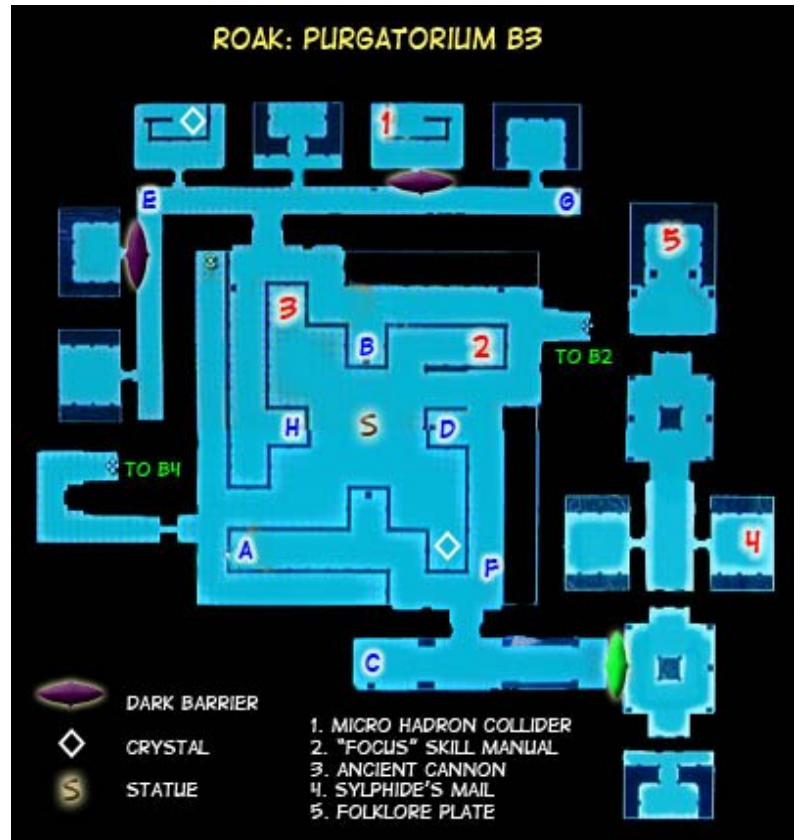 ROAK: PURGATORIUM B3
1
E
G
5
3
B
2
TO B2
H
S
D
TO B4
A
4
F
C
DARK BARRIER
CRYSTAL
S STATUE
1. MICRO HADRON COLLIDER
2. "FOCUS" SKILL MANUAL
3. ANCIENT CANNON
4. SYLPHIDE'S MAIL
5. FOLKLORE PLATE